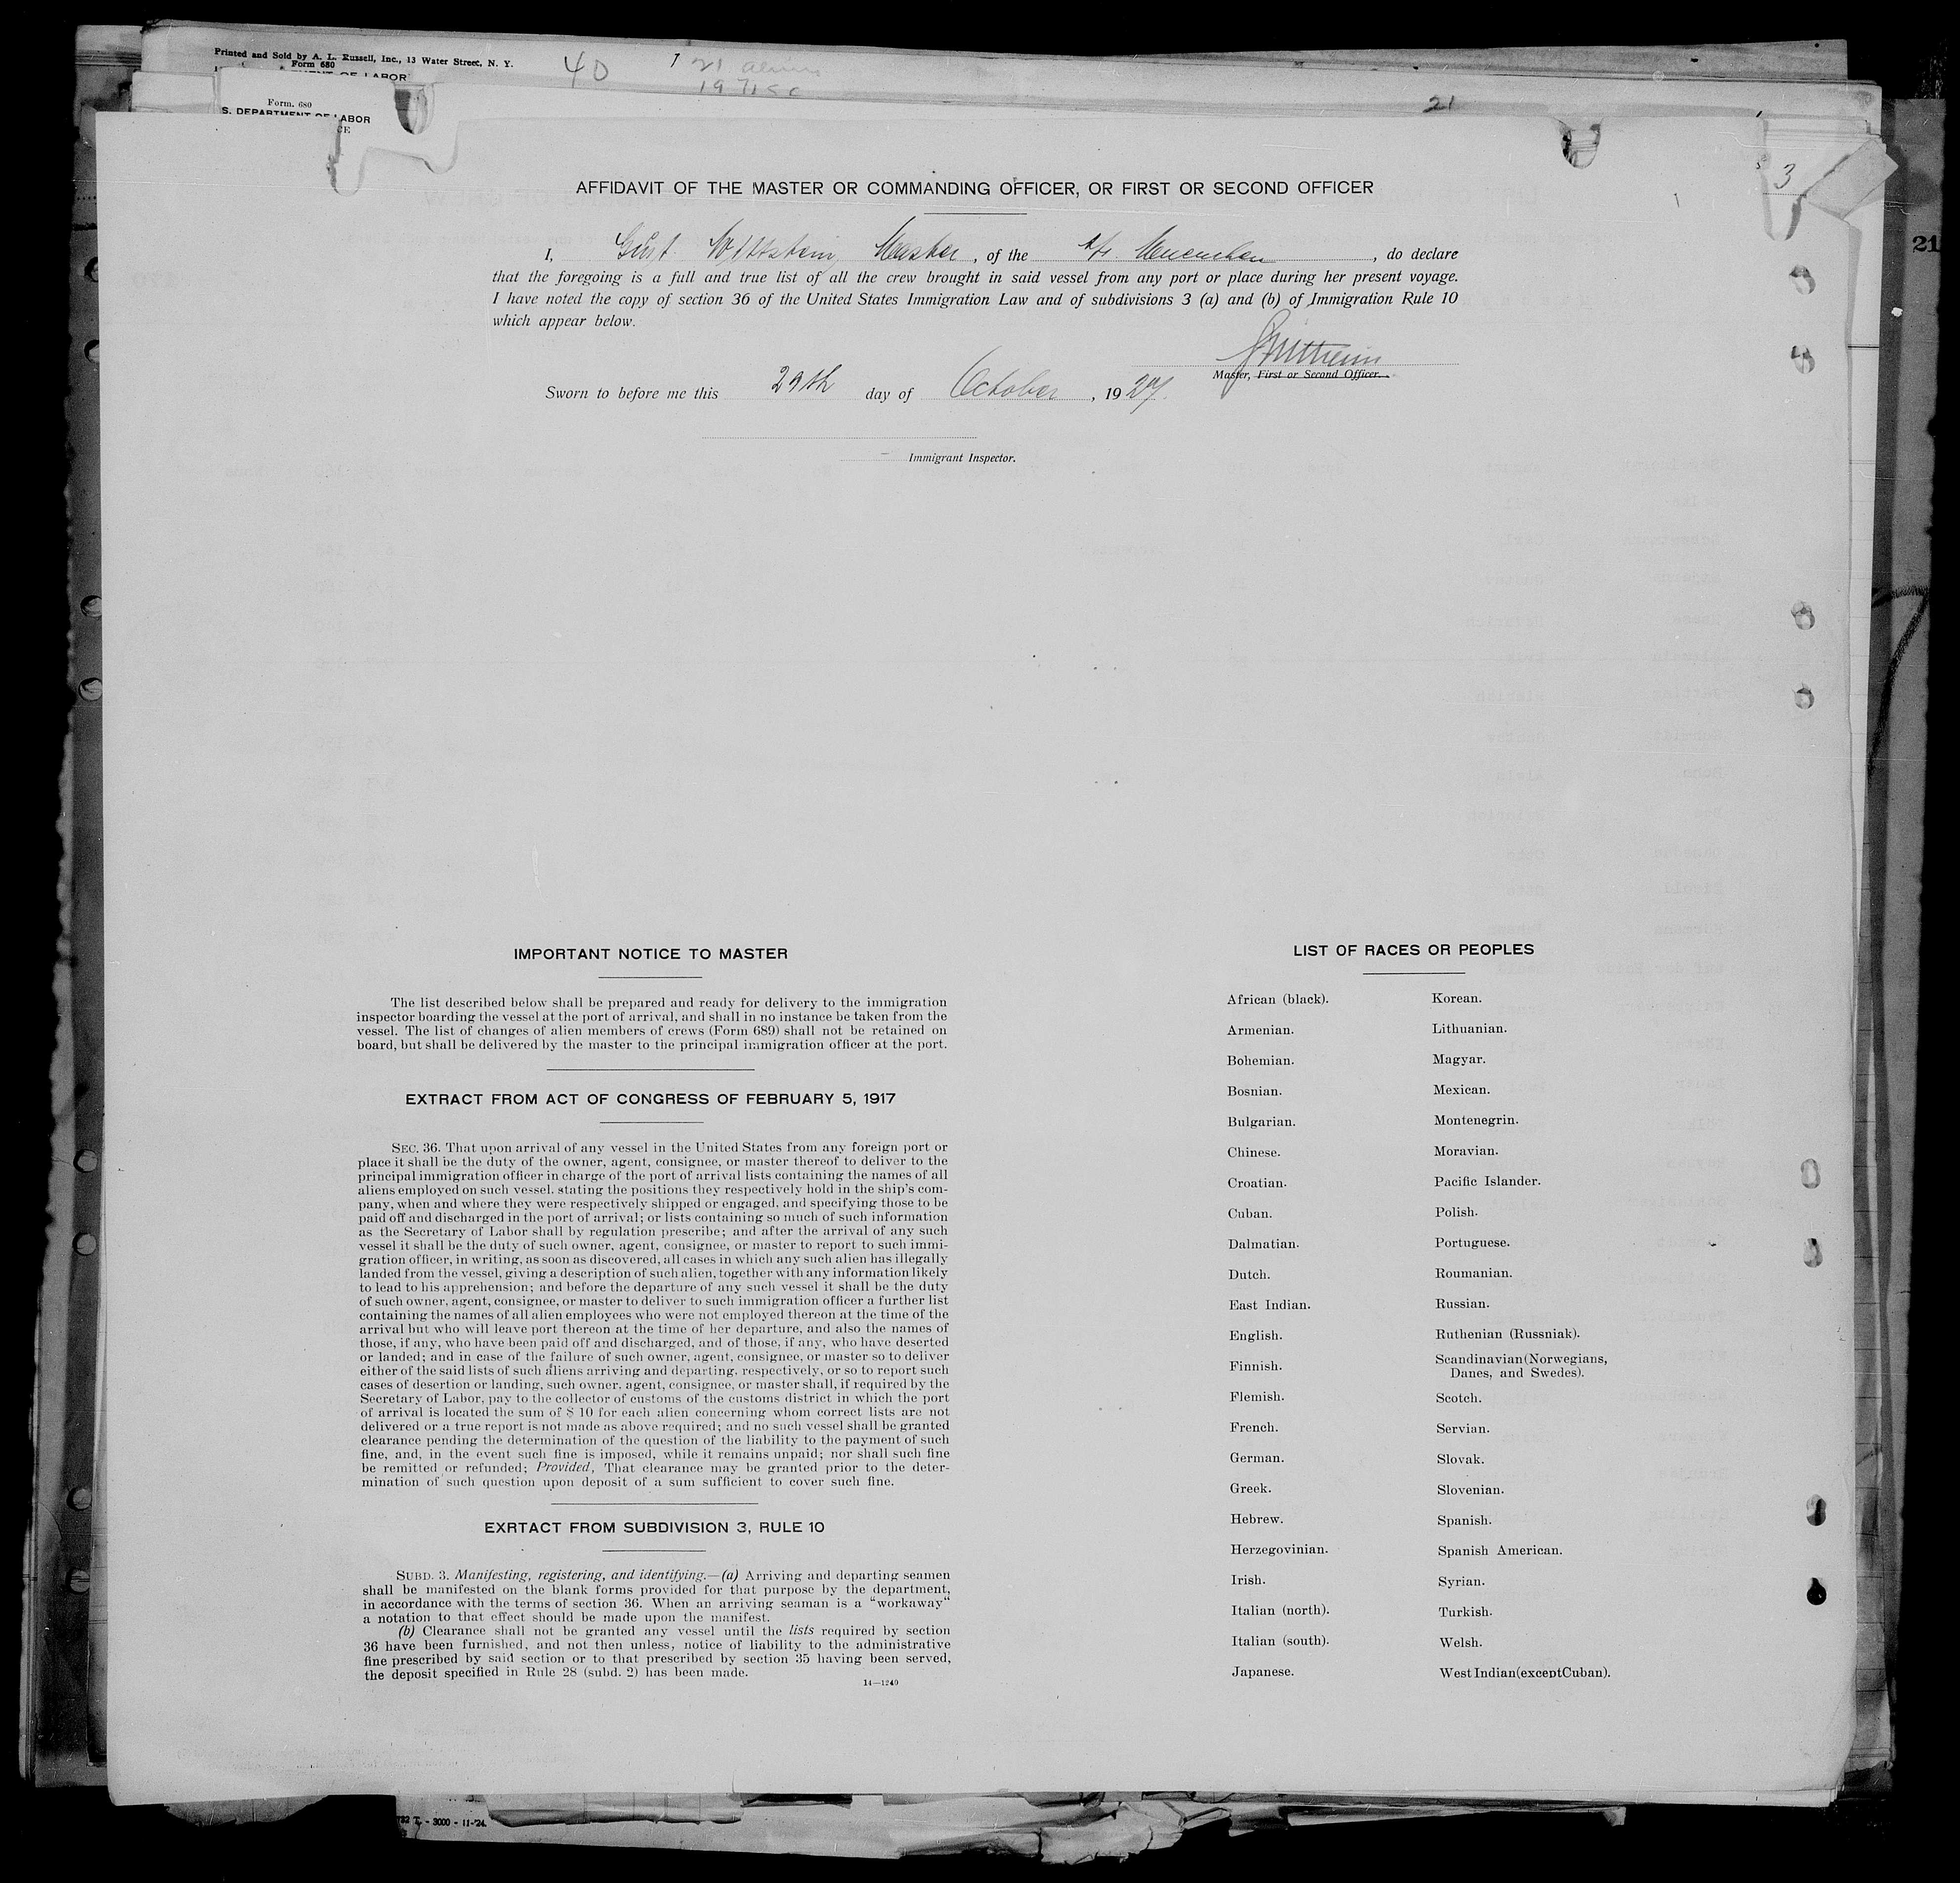 Printed and Sold by A. L. Russell, Inc., 13 Water Street, N. Y.
Form 680
40
21
Form. 680
S. DEPARTMENT OF LABOR
3
21
AFFIDAVIT OF THE MASTER OR COMMANDING OFFICER, OR FIRST OR SECOND OFFICER
I, Gust. Wittstein, Master, of the S/S. Muenchen, do declare
that the foregoing is a full and true list of all the crew brought in said vessel from any port or place during her present voyage.
I have noted the copy of section 36 of the United States Immigration Law and of subdivisions 3 (a) and (b) of Immigration Rule 10
which appear below.
Master, First or Second Officer.
Sworn to before me this 29th day of October, 1927.
Immigrant Inspector.
IMPORTANT NOTICE TO MASTER
The list described below shall be prepared and ready for delivery to the immigration
inspector boarding the vessel at the port of arrival, and shall in no instance be taken from the
vessel. The list of changes of alien members of crews (Form 689) shall not be retained on
board, but shall be delivered by the master to the principal immigration officer at the port.
EXTRACT FROM ACT OF CONGRESS OF FEBRUARY 5, 1917
SEC. 36. That upon arrival of any vessel in the United States from any foreign port or
place it shall be the duty of the owner, agent, consignee, or master thereof to deliver to the
principal immigration officer in charge of the port of arrival lists containing the names of all
aliens employed on such vessel. stating the positions they respectively hold in the ship's com-
pany, when and where they were respectively shipped or engaged, and specifying those to be
paid off and discharged in the port of arrival; or lists containing so much of such information
as the Secretary of Labor shall by regulation prescribe; and after the arrival of any such
vessel it shall be the duty of such owner, agent, consignee, or master to report to such immi-
gration officer, in writing, as soon as discovered, all cases in which any such alien has illegally
landed from the vessel, giving a description of such alien, together with any information likely
to lead to his apprehension; and before the departure of any such vessel it shall be the duty
of such owner, agent, consignee, or master to deliver to such immigration officer a further list
containing the names of all alien employees who were not employed thereon at the time of the
arrival but who will leave port thereon at the time of her departure, and also the names of
those, if any, who have been paid off and discharged, and of those, if any, who have deserted
or landed; and in case of the failure of such owner, agent, consignee, or master so to deliver
either of the said lists of such aliens arriving and departing, respectively, or so to report such
cases of desertion or landing, such owner, agent, consignee, or master shall, if required by the
Secretary of Labor, pay to the collector of customs of the customs district in which the port
of arrival is located the sum of $ 10 for each alien concerning whom correct lists are not
delivered or a true report is not made as above required; and no such vessel shall be granted
clearance pending the determination of the question of the liability to the payment of such
fine, and, in the event such fine is imposed, while it remains unpaid; nor shall such fine
be remitted or refunded; Provided, That clearance may be granted prior to the deter-
mination of such question upon deposit of a sum sufficient to cover such fine.
EXRTACT FROM SUBDIVISION 3, RULE 10
SUBD. 3. Manifesting, registering, and identifying.—(a) Arriving and departing seamen
shall be manifested on the blank forms provided for that purpose by the department,
in accordance with the terms of section 36. When an arriving seaman is a “workaway“
a notation to that effect should be made upon the manifest.
(b) Clearance shall not be granted any vessel until the lists required by section
36 have been furnished, and not then unless, notice of liability to the administrative
fine prescribed by said section or to that prescribed by section 35 having been served,
the deposit specified in Rule 28 (subd. 2) has been made.
14—1240
LIST OF RACES OR PEOPLES
African (black).
Armenian.
Bohemian.
Bosnian.
Bulgarian.
Chinese.
Croatian.
Cuban.
Dalmatian.
Dutch.
East Indian.
English.
Finnish.
Flemish.
French.
German.
Greek.
Hebrew.
Herzegovinian.
Irish.
Italian (north).
Italian (south).
Japanese.
Korean.
Lithuanian.
Magyar.
Mexican.
Montenegrin.
Moravian.
Pacific Islander.
Polish.
Portuguese.
Roumanian.
Russian.
Ruthenian (Russniak).
Scandinavian (Norwegians,
Danes, and Swedes).
Scotch.
Servian.
Slovak.
Slovenian.
Spanish.
Spanish American.
Syrian.
Turkish.
Welsh.
West Indian (except Cuban).
- 3000 - 11-'24.